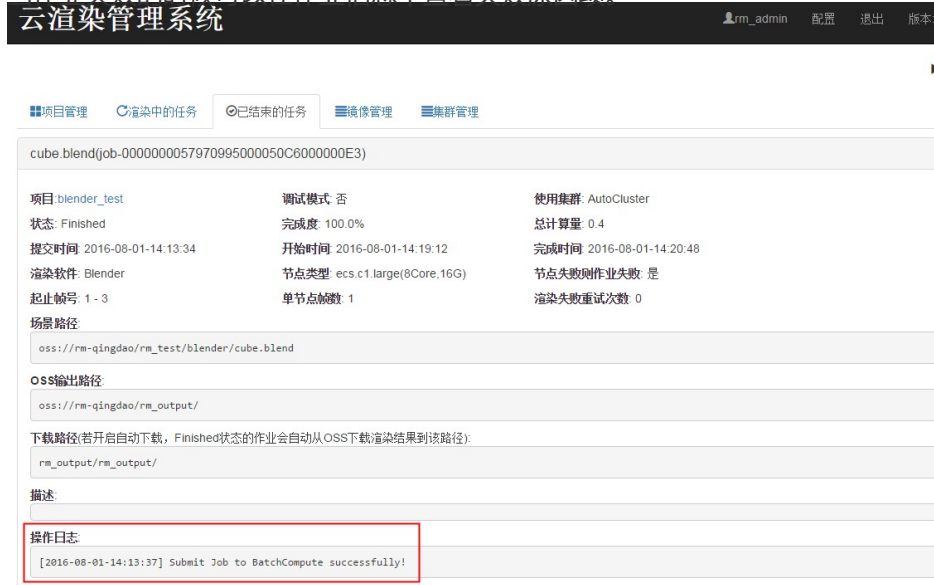 云渲染管理系统
rm_admin 配置 退出 版本
项目管理 渲染中的任务 已结束的任务 镜像管理 集群管理
cube.blend(job-0000000057970995000050C6000000E3)
项目:blender_test 调试模式: 否 使用集群: AutoCluster
状态: Finished 完成度: 100.0% 总计算量: 0.4
提交时间: 2016-08-01-14:13:34 开始时间: 2016-08-01-14:19:12 完成时间: 2016-08-01-14:20:48
渲染软件: Blender 节点类型: ecs.c1.large(8Core,16G) 节点失败则作业失败: 是
起止帧号: 1 - 3 单节点帧数: 1 渲染失败重试次数: 0
场景路径:
oss://rm-qingdao/rm_test/blender/cube.blend
OSS输出路径:
oss://rm-qingdao/rm_output/
下载路径(若开启自动下载，Finished状态的作业会自动从OSS下载渲染结果到该路径):
rm_output/rm_output/
描述:
操作日志:
[2016-08-01-14:13:37] Submit Job to BatchCompute successfully!